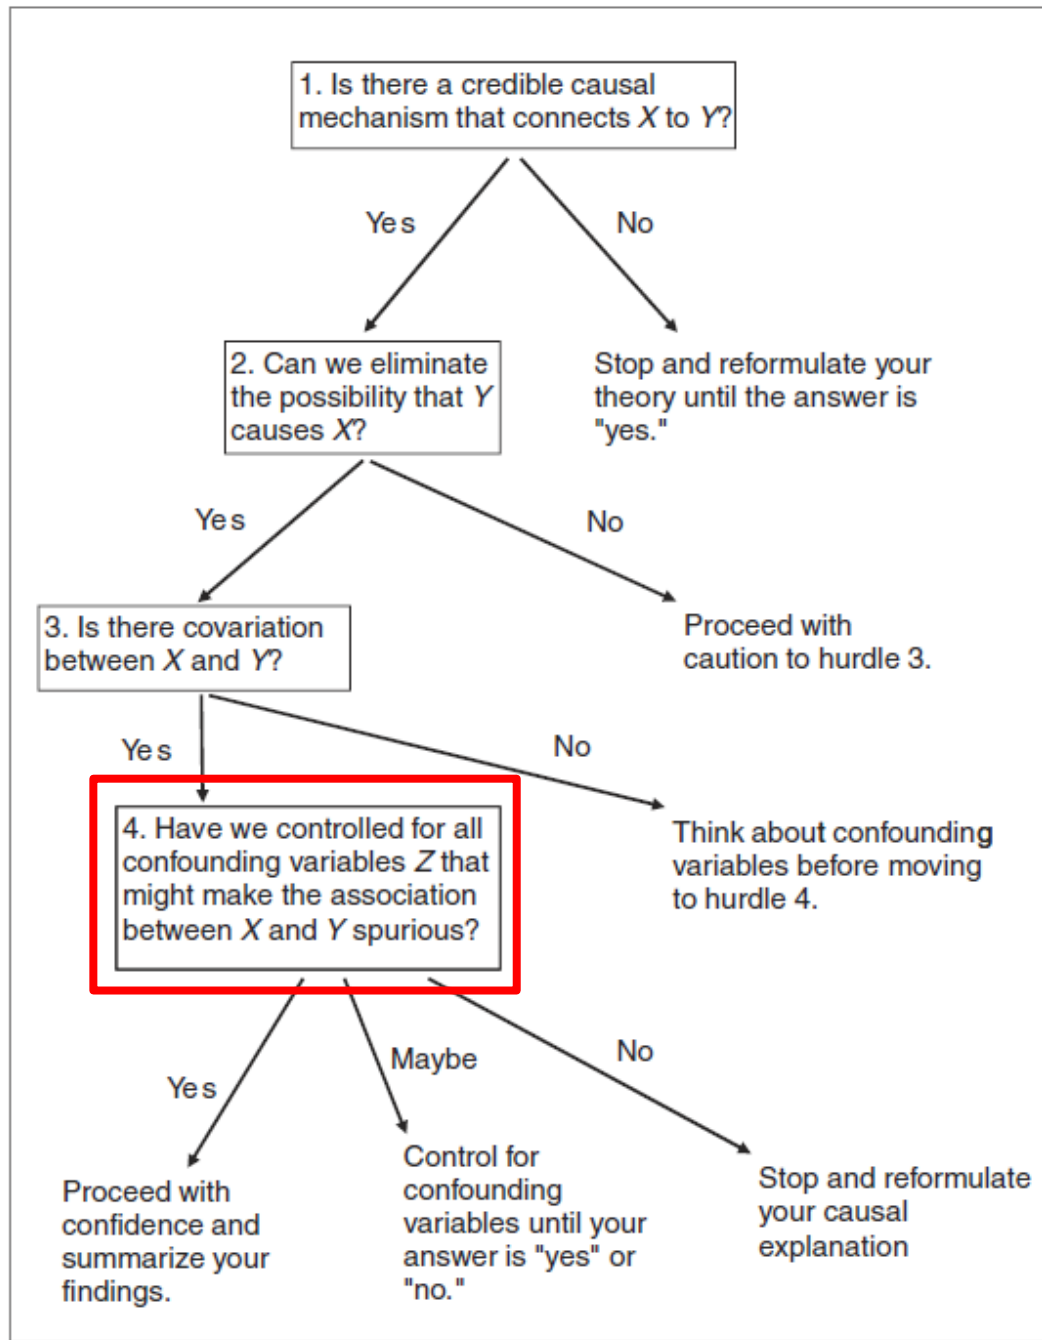 1. Is there a credible causal
mechanism that connects X to Y?
Yes
No
2. Can we eliminate
the possibility that Y
causes X?
Stop and reformulate your
theory until the answer is
"yes."
Yes
No
3. Is there covariation
between X and Y?
Proceed with
caution to hurdle 3.
Yes
No
4. Have we controlled for all
confounding variables Z that
might make the association
between X and Y spurious?
Think about confounding
variables before moving
to hurdle 4.
Yes
Maybe
No
Proceed with
confidence and
summarize your
findings.
Control for
confounding
variables until your
answer is "yes" or
"no."
Stop and reformulate
your causal
explanation